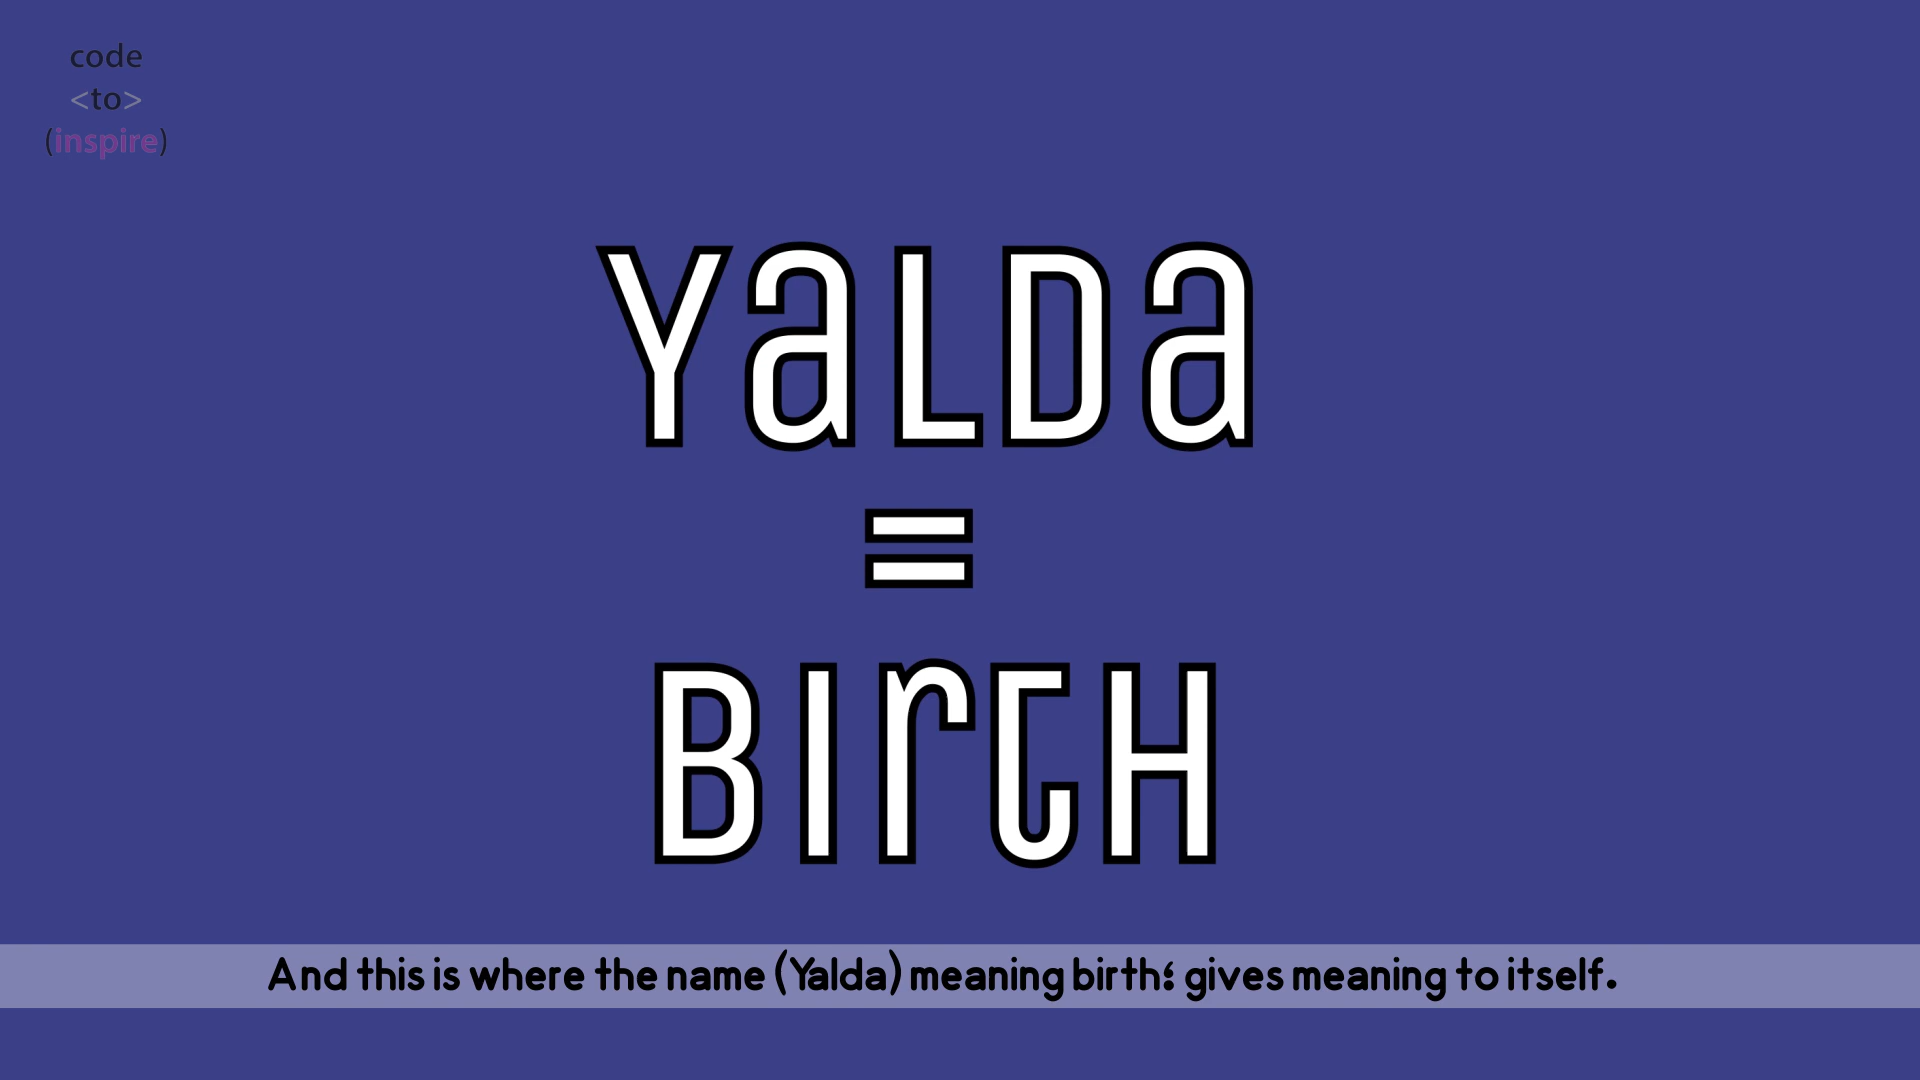 code
<to>
(inspire)
YaLDa
=
BIrTH
And this is where the name (Yalda) meaning birth؛ gives meaning to itself.